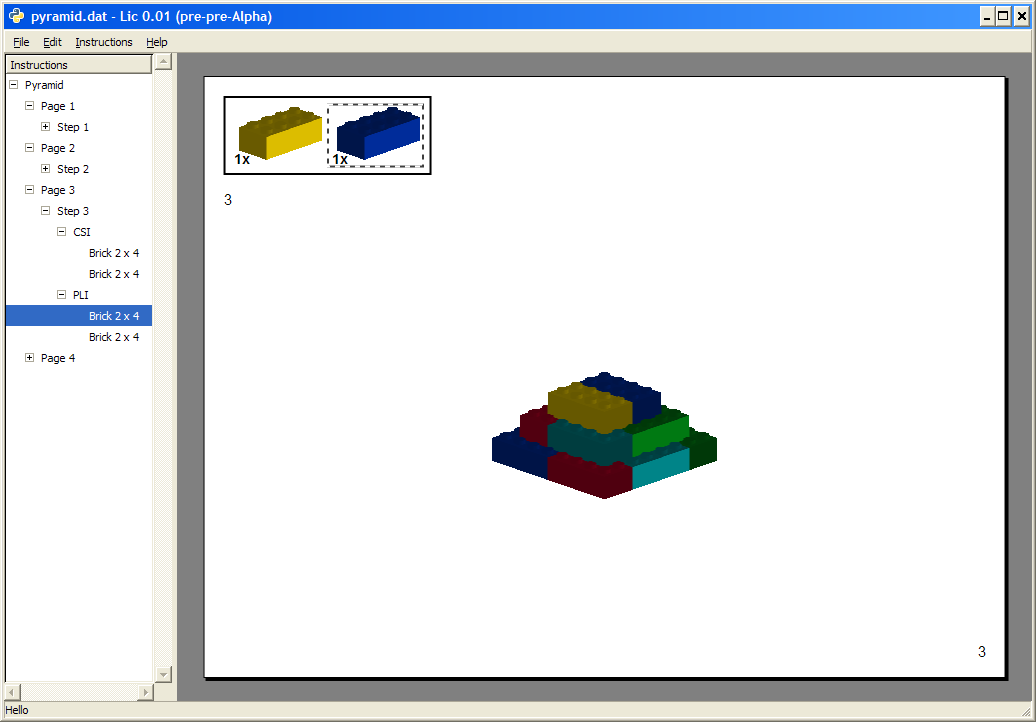 pyramid.dat - Lic 0.01 (pre-pre-Alpha)
File Edit Instructions Help
Instructions
Pyramid
Page 1
Step 1
Page 2
Step 2
Page 3
Step 3
CSI
Brick 2 x 4
Brick 2 x 4
PLI
Brick 2 x 4
Brick 2 x 4
Page 4
1x 1x
3
3
Hello